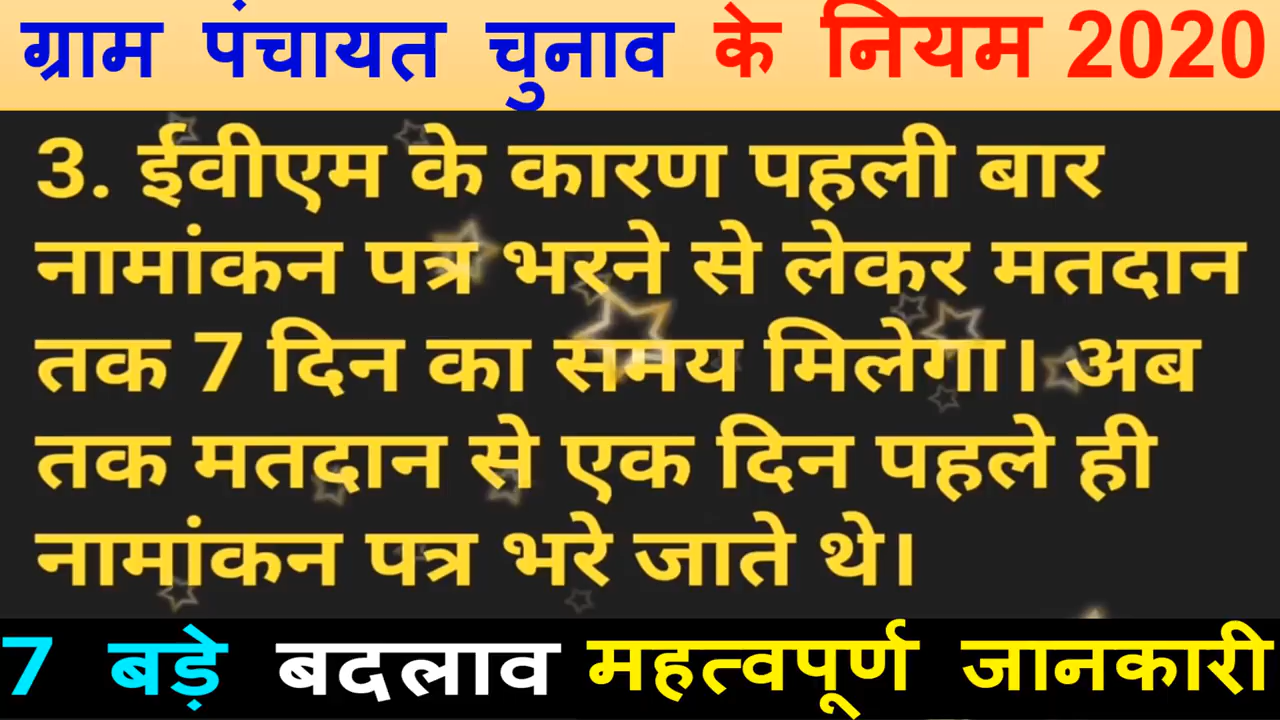 ग्राम पंचायत चुनाव के नियम 2020
3. ईवीएम के कारण पहली बार
नामांकन पत्र भरने से लेकर मतदान
तक 7 दिन का समय मिलेगा। अब
तक मतदान से एक दिन पहले ही
नामांकन पत्र भरे जाते थे।
7 बड़े बदलाव महत्वपूर्ण जानकारी